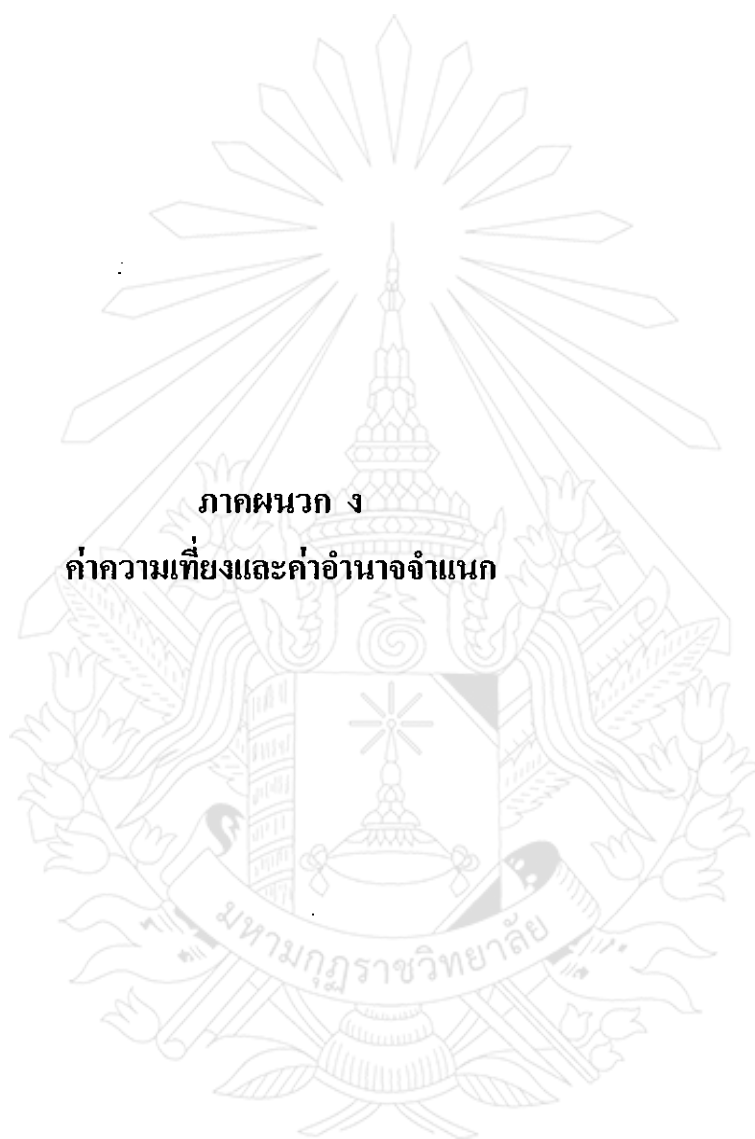 ภาคผนวก ง
ค่าความเที่ยงและค่าอำนาจจำแนก
มหามกุฏราชวิทยาลัย